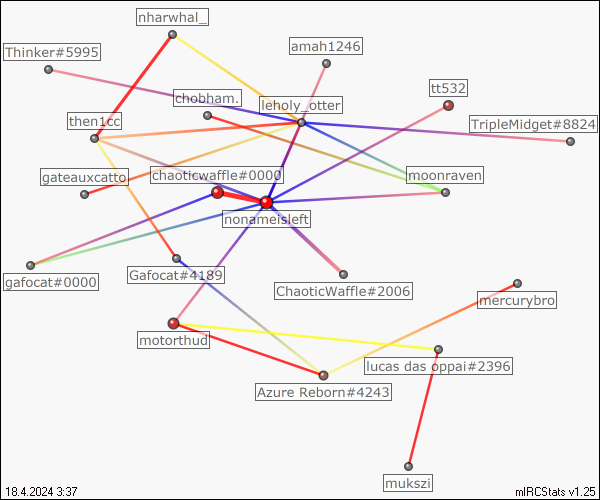 nharwhal_
amah1246
Thinker#5995
tt532
chobham.
leholy_otter
then1cc
TripleMidget#8824
chaoticwaffle#0000
moonraven
gateauxcatto
nonameisleft
gafocat#0000
Gafocat#4189
ChaoticWaffle#2006
mercurybro
motorthud
lucas das oppai#2396
Azure Reborn#4243
mukszi
18.4.2024 3:37
mIRCStats v1.25